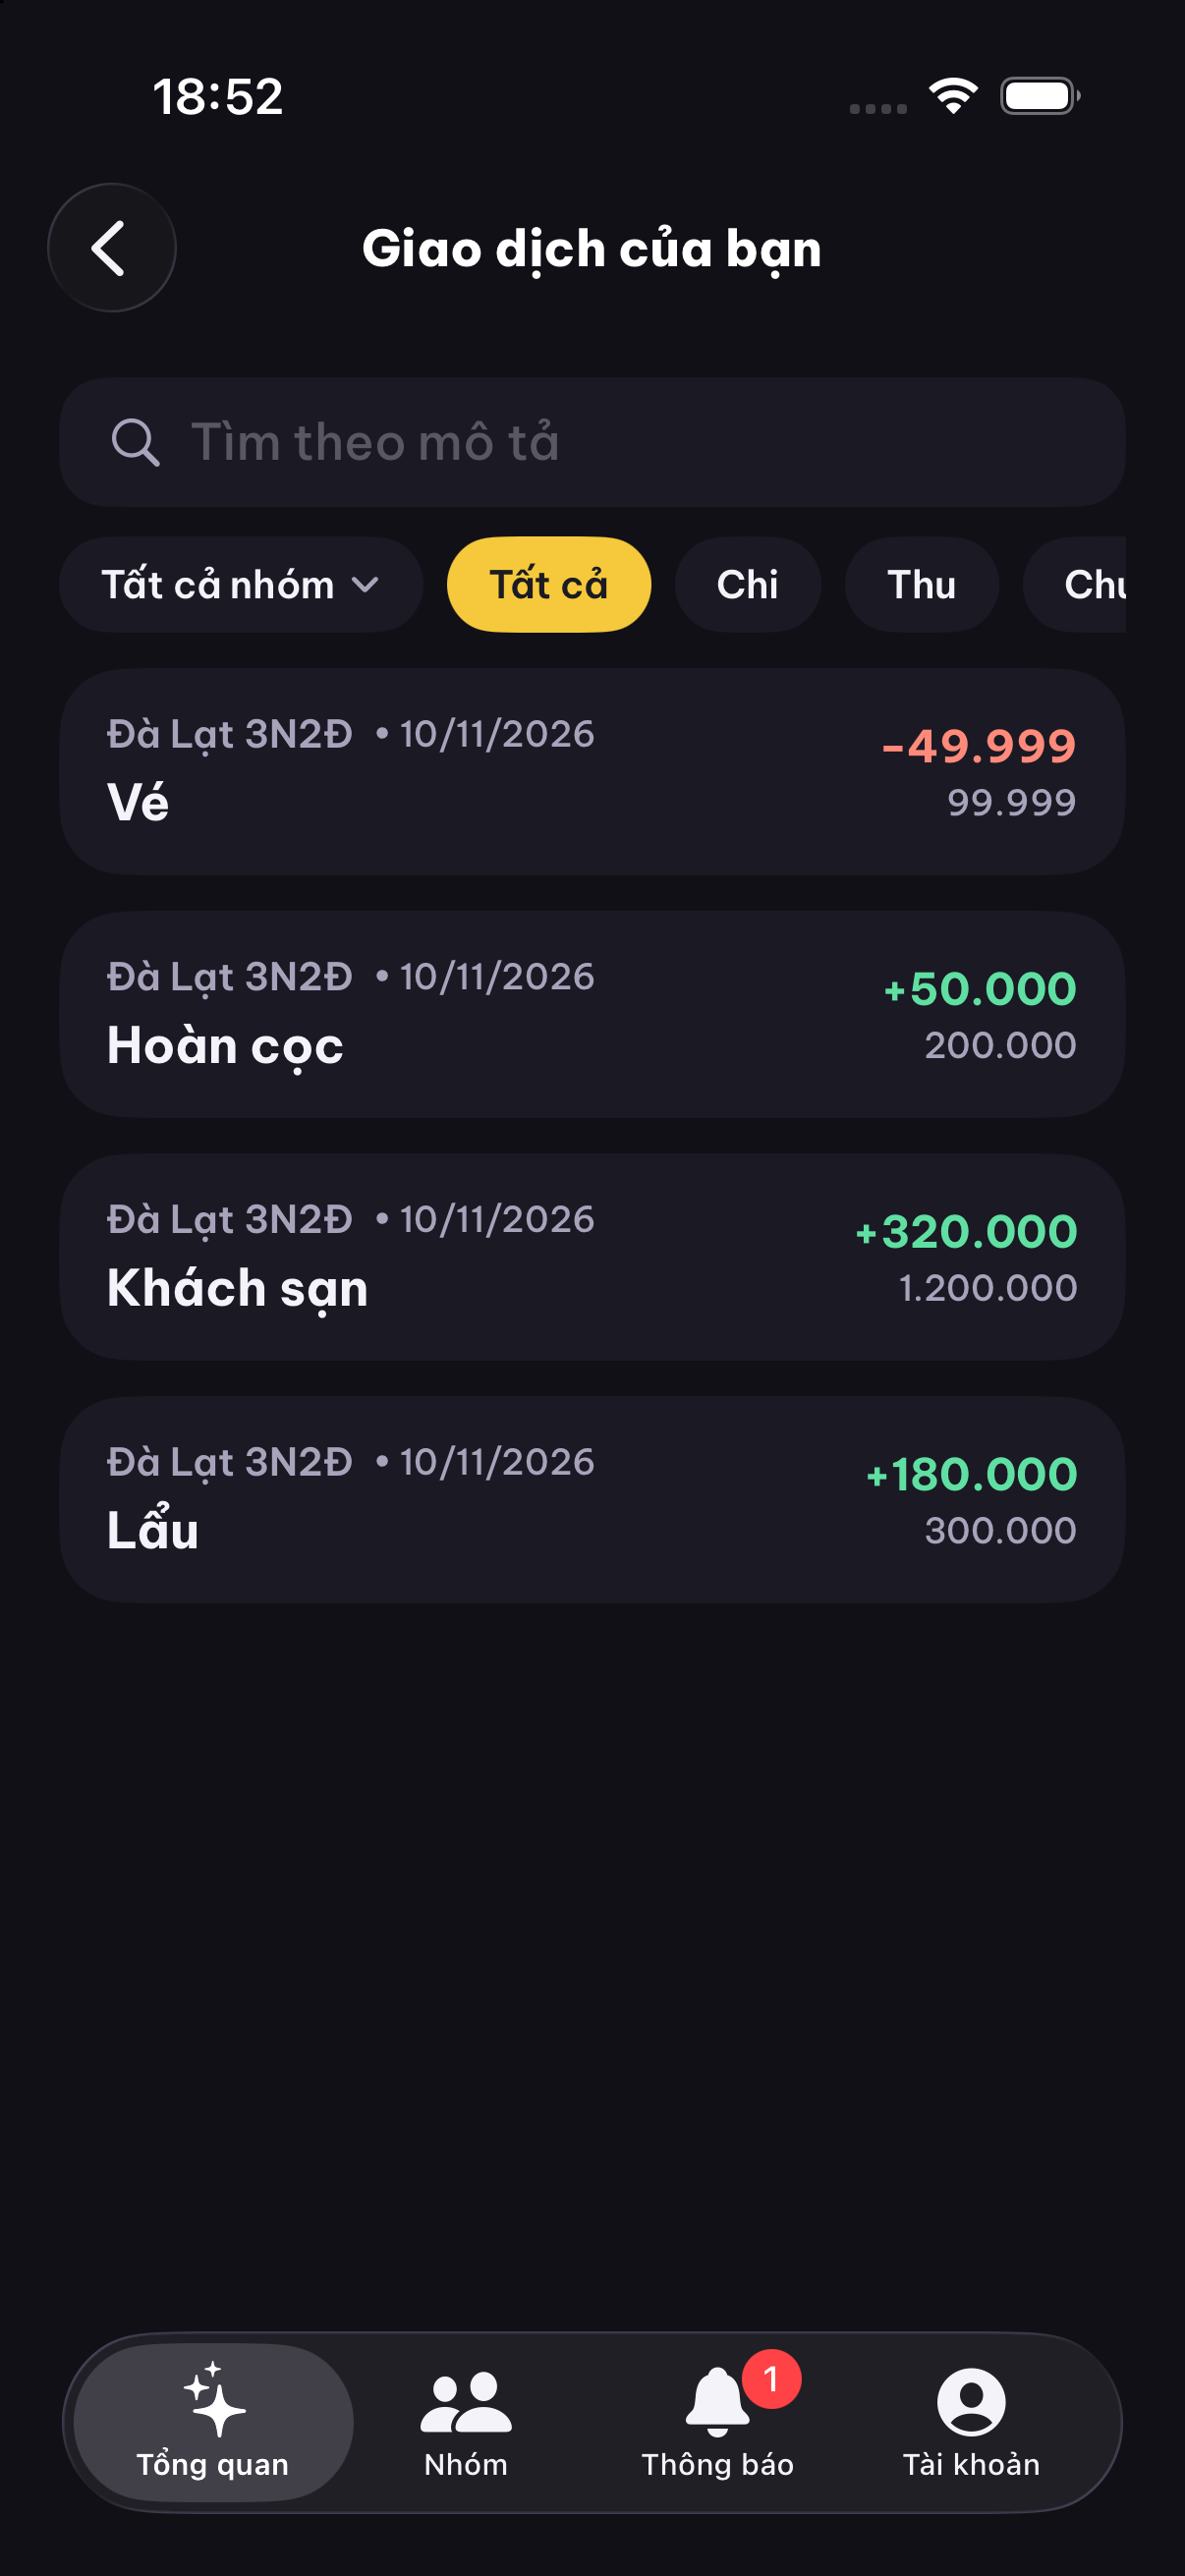 18:52
Giao dịch của bạn
Tìm theo mô tả
Tất cả nhóm Tất cả Chi Thu Chu
Đà Lạt 3N2Đ • 10/11/2026
-49.999
Vé
99.999
Đà Lạt 3N2Đ • 10/11/2026
+50.000
Hoàn cọc
200.000
Đà Lạt 3N2Đ • 10/11/2026
+320.000
Khách sạn
1.200.000
Đà Lạt 3N2Đ • 10/11/2026
+180.000
Lẩu
300.000
1
Tổng quan Nhóm Thông báo Tài khoản